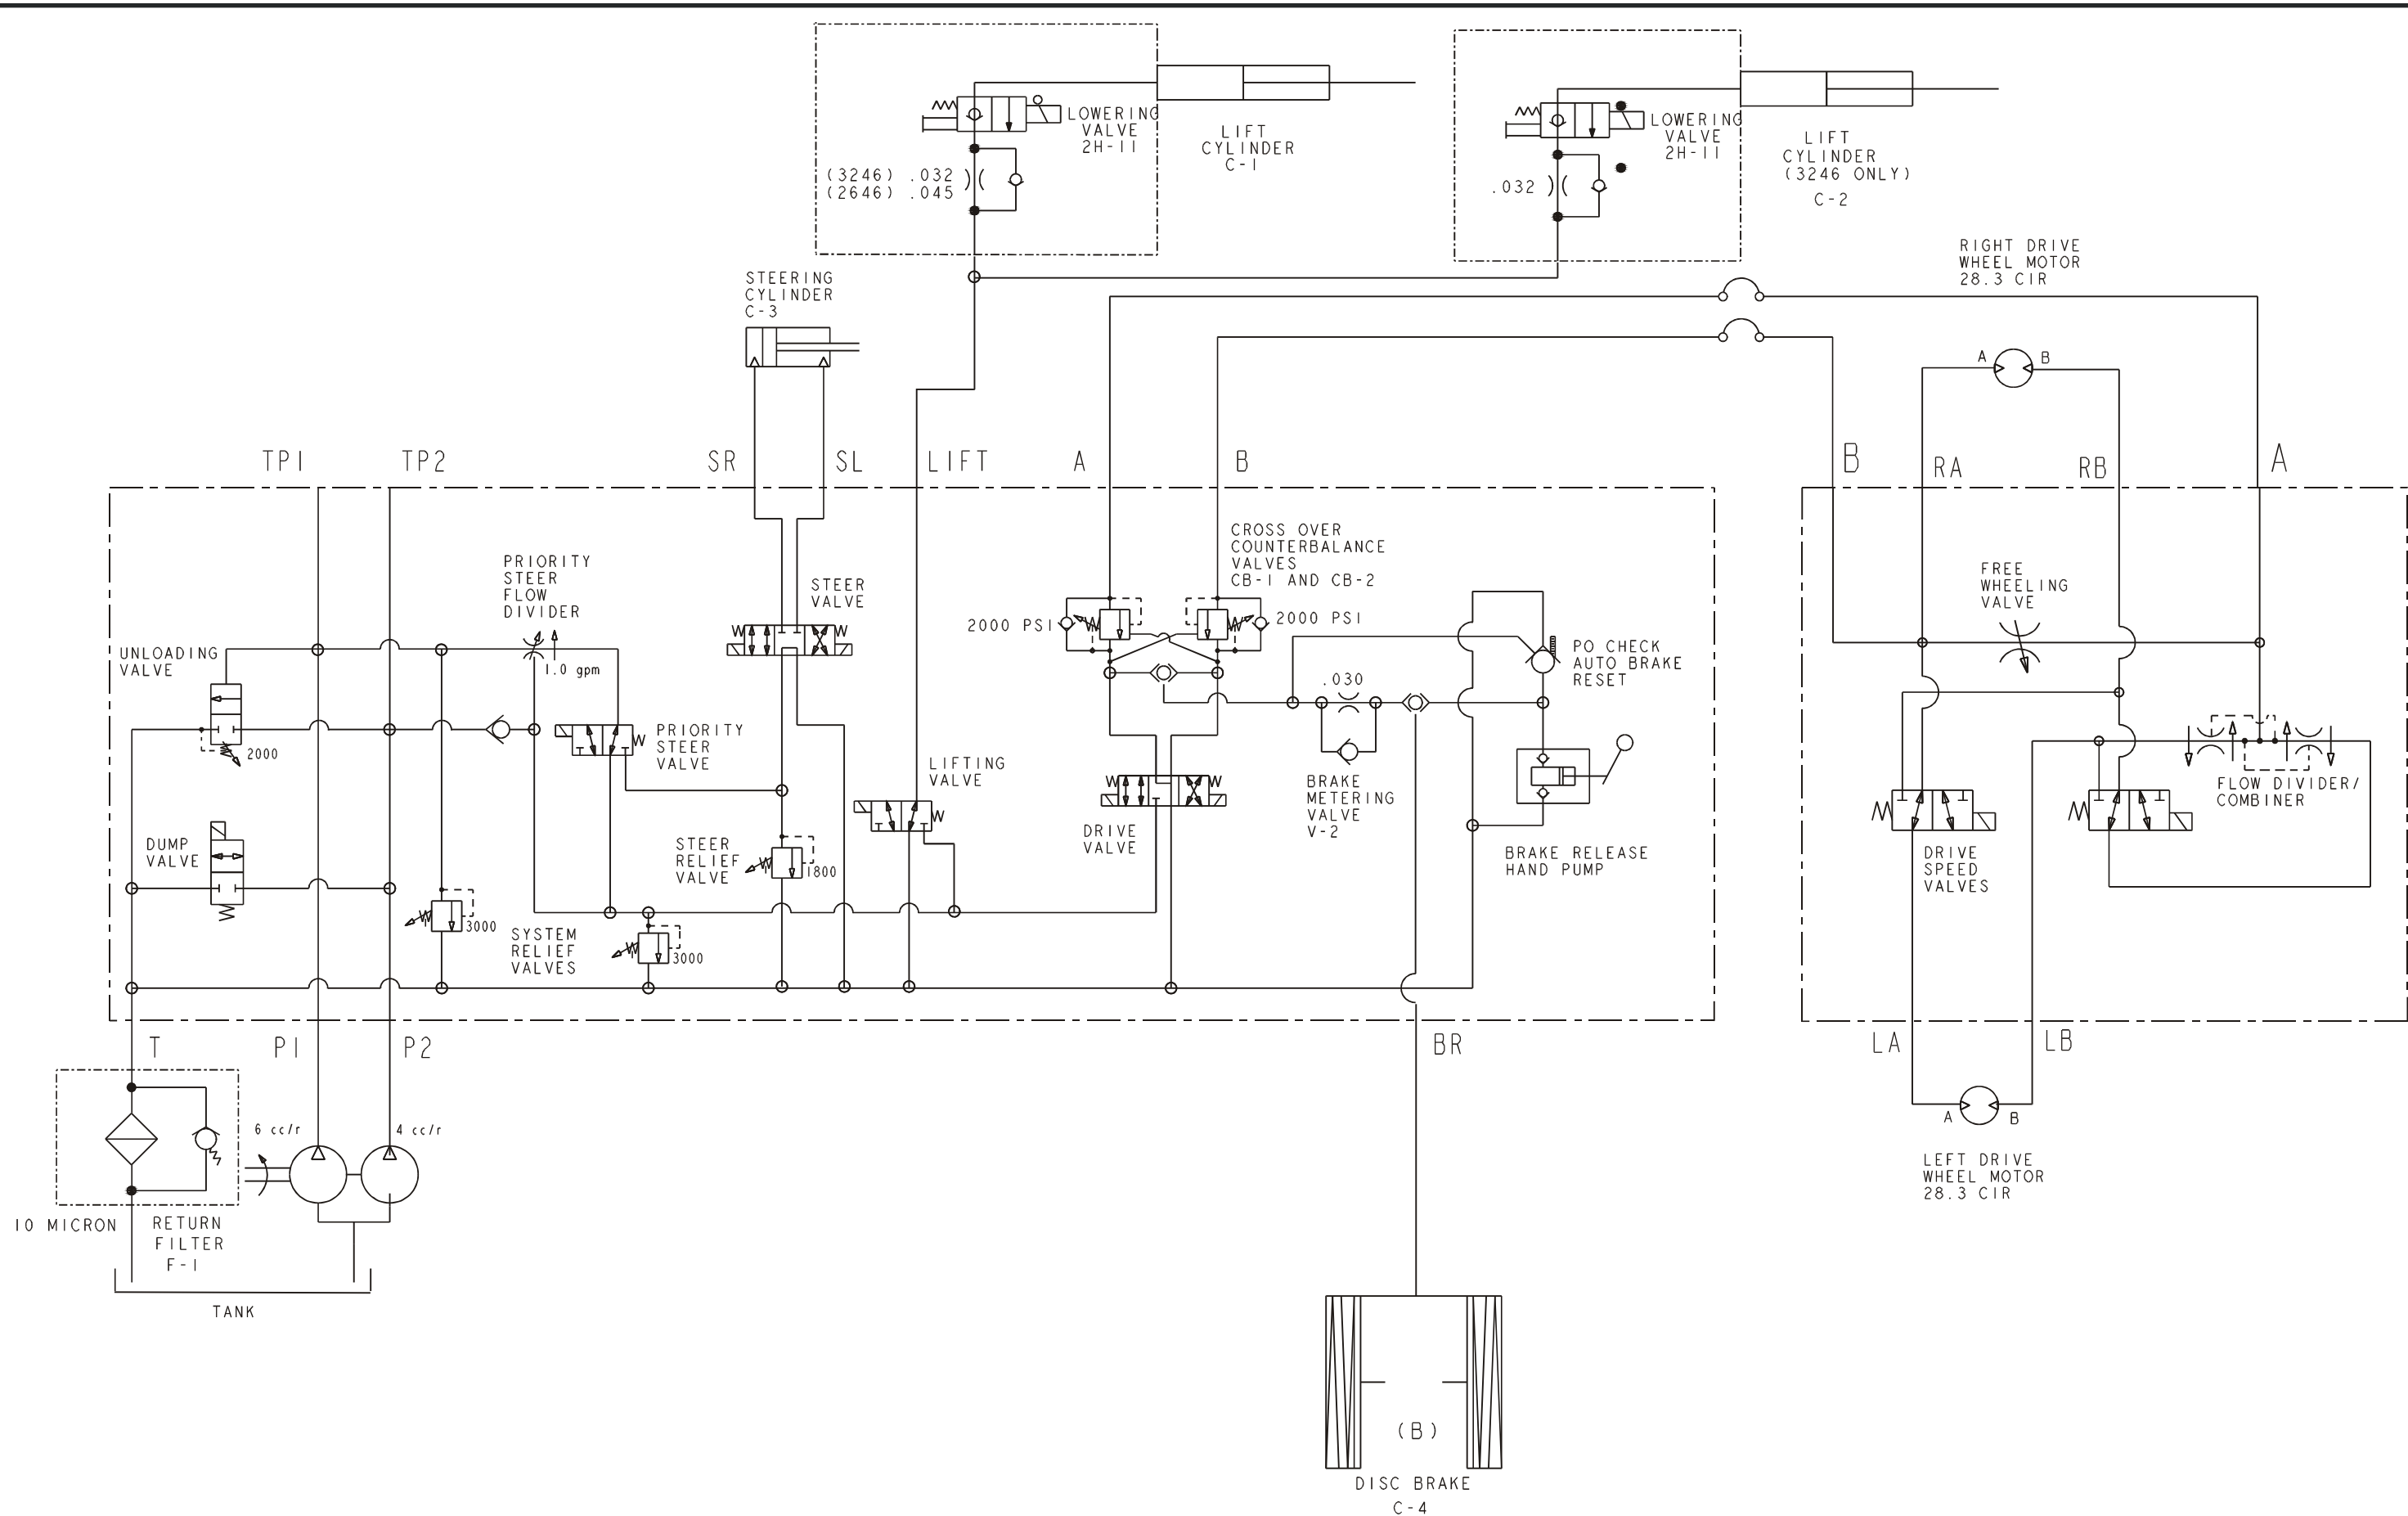 LOWERING
VALVE
2H-11
LIFT
CYLINDER
C-1
(3246) .032
(2646) .045
LOWERING
VALVE
2H-11
LIFT
CYLINDER
(3246 ONLY)
C-2
.032
STEERING
CYLINDER
C-3
RIGHT DRIVE
WHEEL MOTOR
28.3 CIR
A
B
TP1
TP2
SR
SL
LIFT
A
B
B
RA
RB
A
PRIORITY
STEER
FLOW
DIVIDER
1.0 gpm
UNLOADING
VALVE
2000
STEER
VALVE
CROSS OVER
COUNTERBALANCE
VALVES
CB-1 AND CB-2
2000 PSI
2000 PSI
FREE
WHEELING
VALVE
PO CHECK
AUTO BRAKE
RESET
.030
PRIORITY
STEER
VALVE
LIFTING
VALVE
BRAKE
METERING
VALVE
V-2
FLOW DIVIDER/
COMBINER
DUMP
VALVE
STEER
RELIEF
VALVE
1800
DRIVE
VALVE
BRAKE RELEASE
HAND PUMP
DRIVE
SPEED
VALVES
3000
SYSTEM
RELIEF
VALVES
3000
T
P1
P2
BR
LA
LB
6 cc/r
4 cc/r
A
B
LEFT DRIVE
WHEEL MOTOR
28.3 CIR
10 MICRON
RETURN
FILTER
F-1
TANK
(B)
DISC BRAKE
C-4